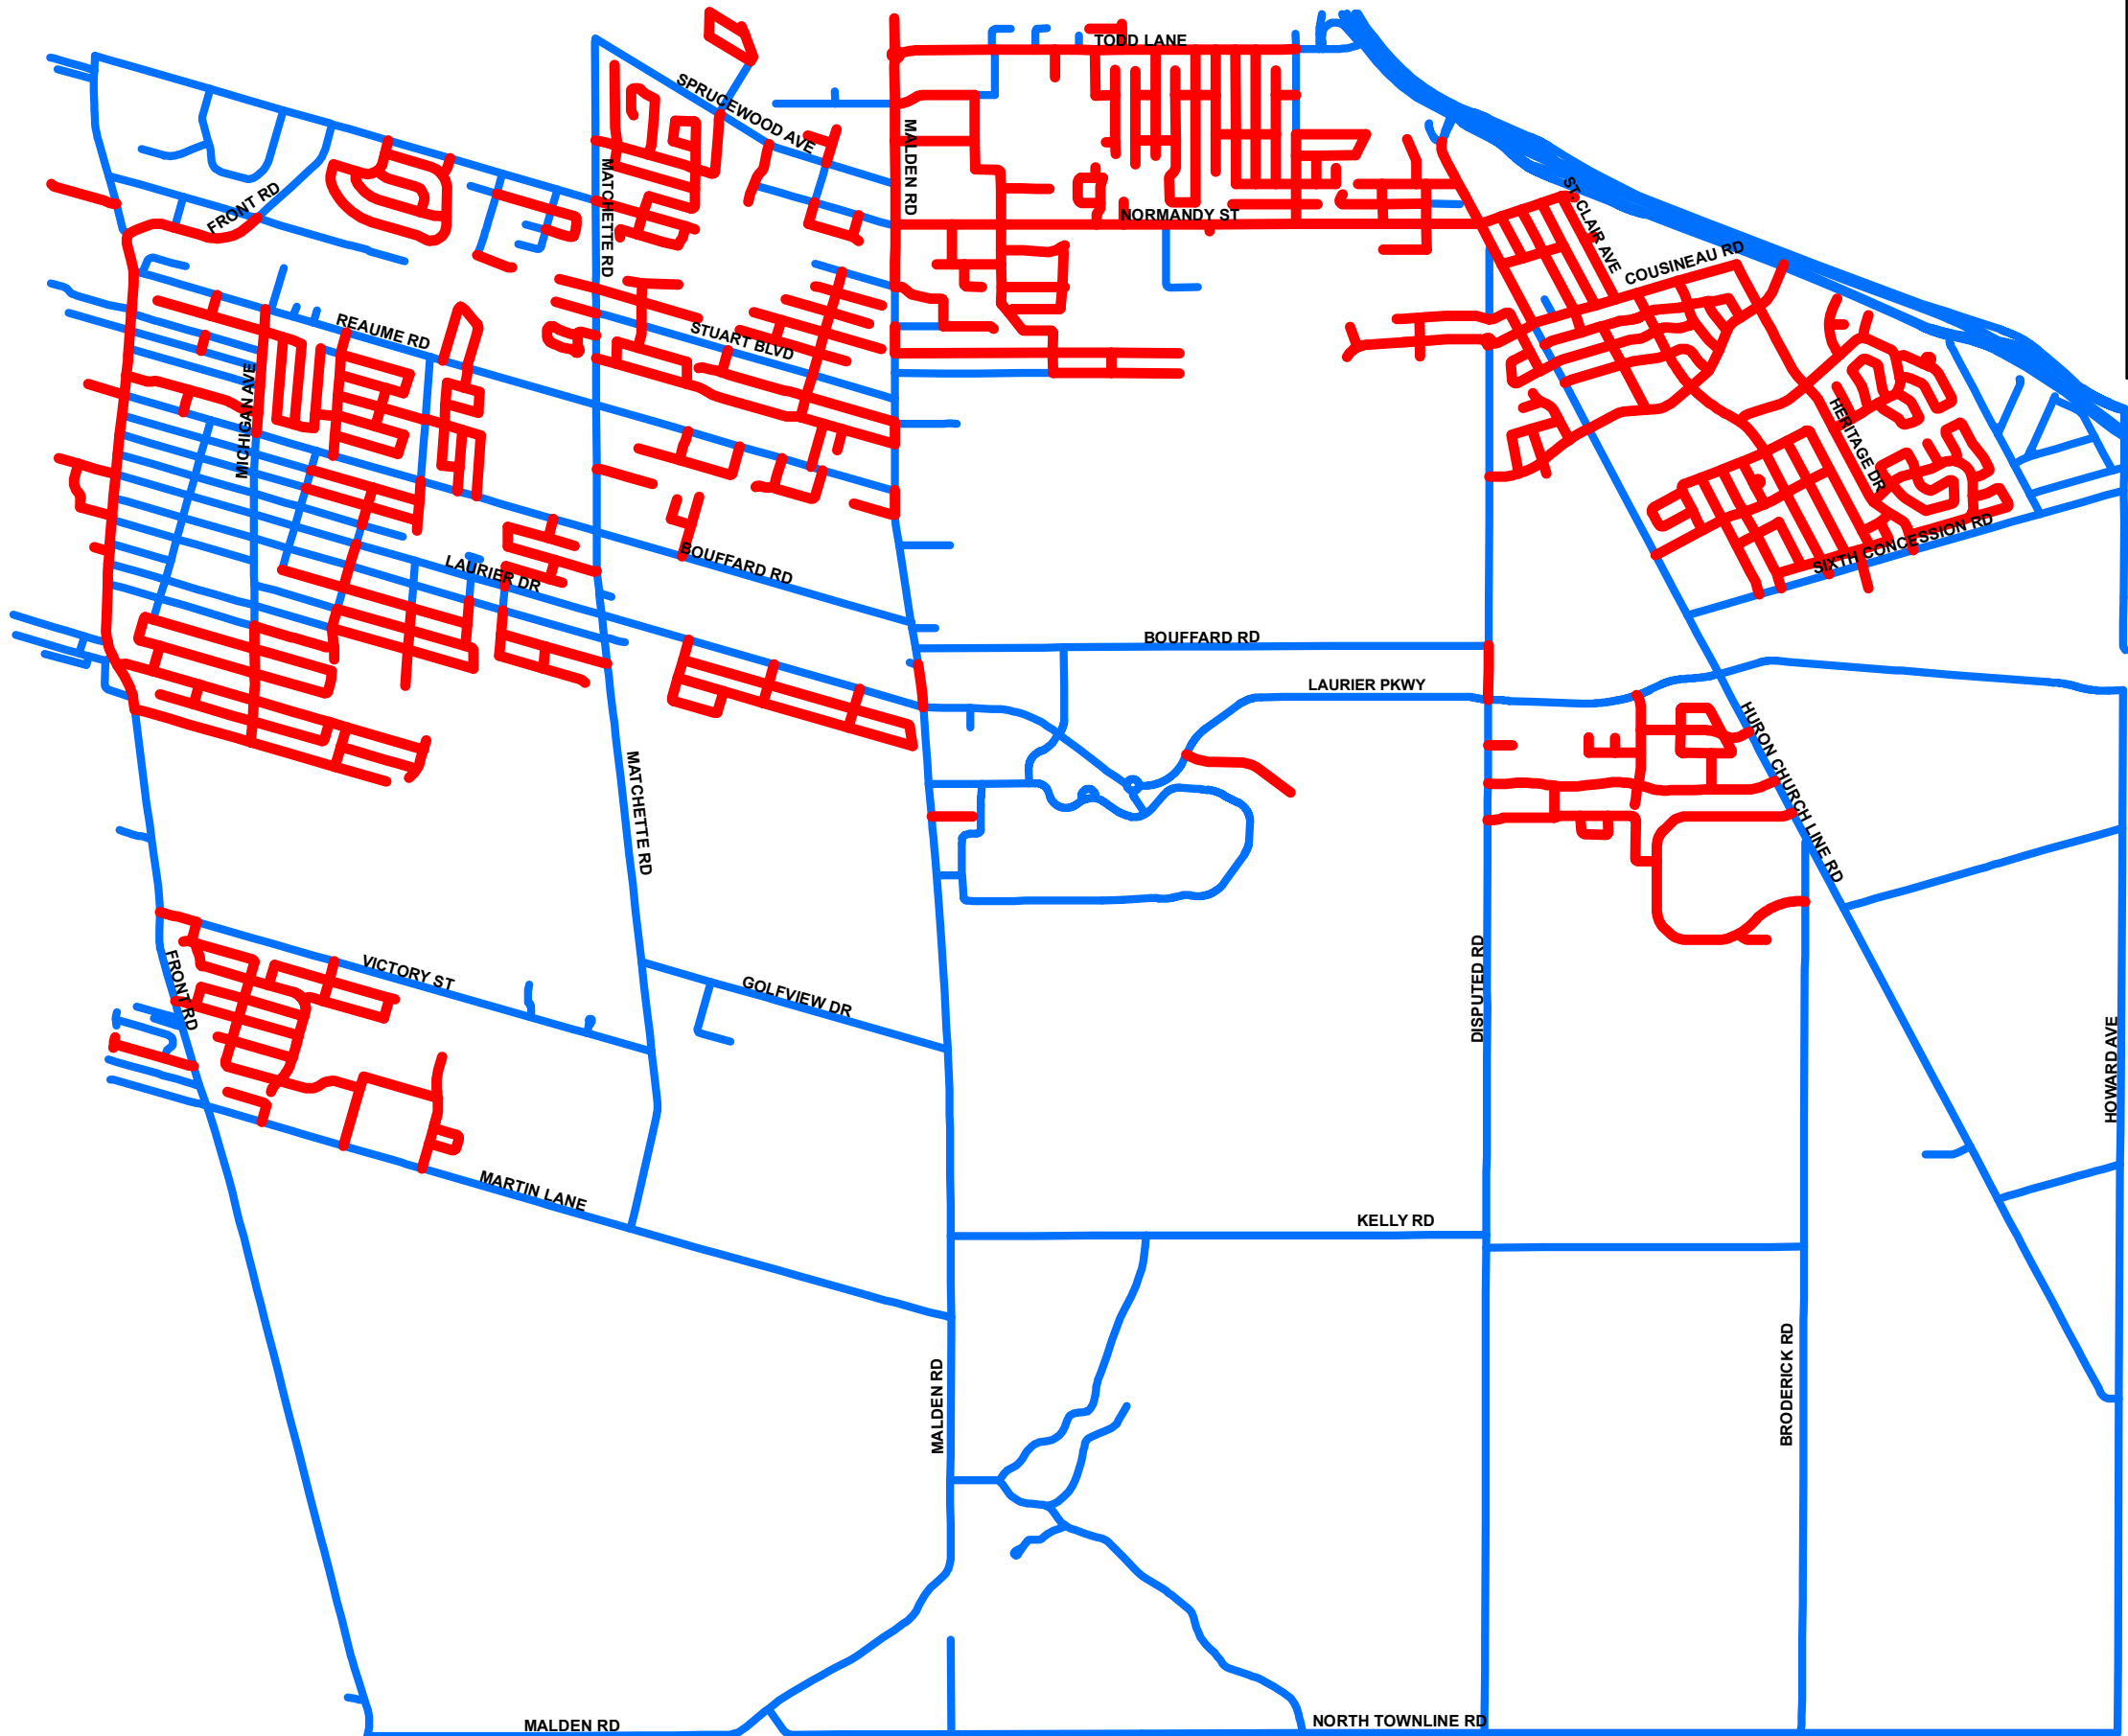 TODD LANE
SPRUCEWOOD AVE
MALDEN RD
MATCHETTE RD
FRONT RD
NORMANDY ST
ST. CLAIR AVE
COUSINEAU RD
REAUME RD
STUART BLVD
MICHIGAN AVE
HERITAGE DR
SIXTH CONCESSION RD
BOUFFARD RD
LAURIER DR
BOUFFARD RD
LAURIER PKWY
HURON CHURCH LINE RD
MATCHETTE RD
VICTORY ST
FRONT RD
GOLFVIEW DR
DISPUTED RD
HOWARD AVE
MARTIN LANE
KELLY RD
MALDEN RD
BRODERICK RD
MALDEN RD
NORTH TOWNLINE RD